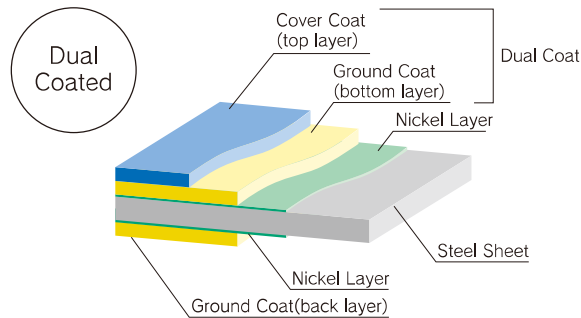 Dual
Coated
Cover Coat
(top layer)
Dual Coat
Ground Coat
(bottom layer)
Nickel Layer
Steel Sheet
Nickel Layer
Ground Coat(back layer)